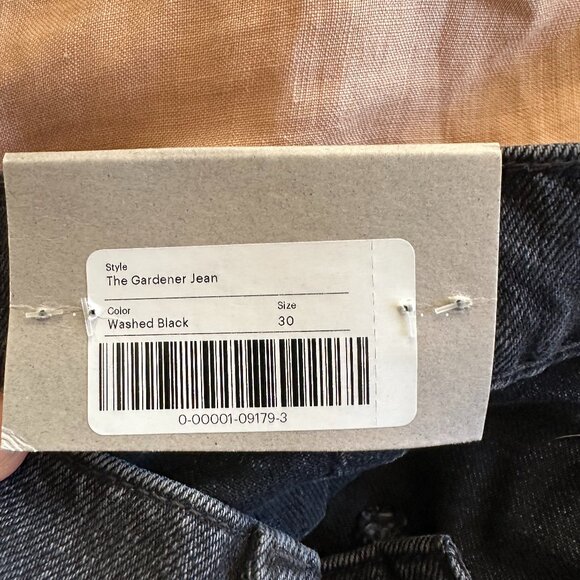 Style
The Gardener Jean
Color Size
Washed Black 30
0-00001-09179-3